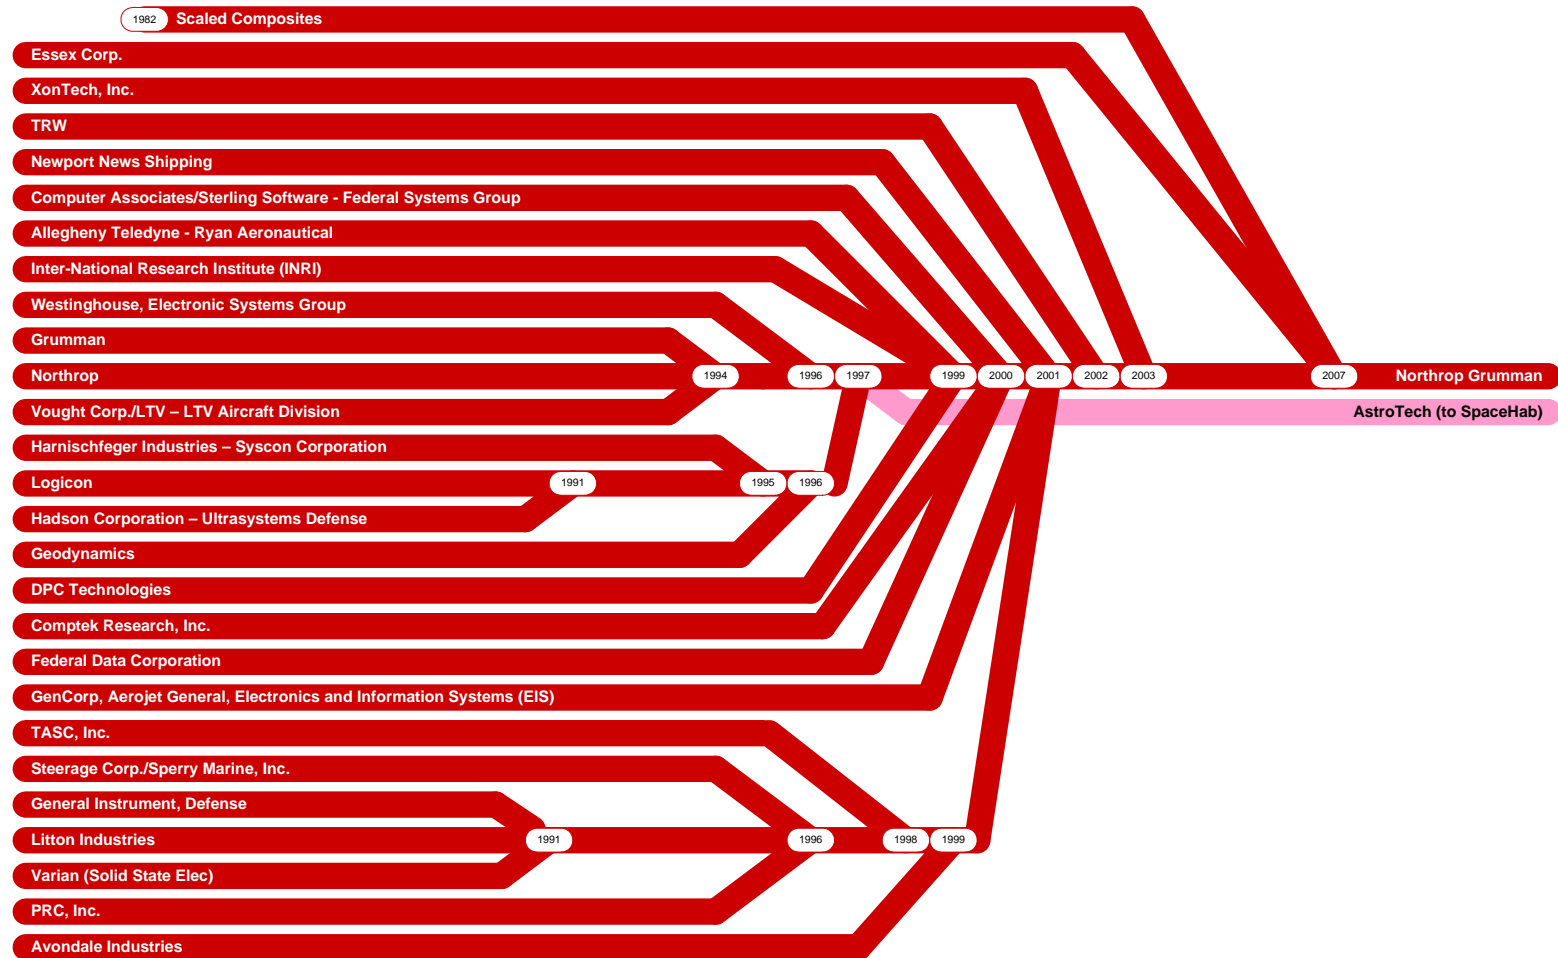 1982 Scaled Composites
Essex Corp.
XonTech, Inc.
TRW
Newport News Shipping
Computer Associates/Sterling Software - Federal Systems Group
Allegheny Teledyne - Ryan Aeronautical
Inter-National Research Institute (INRI)
Westinghouse, Electronic Systems Group
Grumman
Northrop 1994 1996 1997 1999 2000 2001 2002 2003 2007 Northrop Grumman
Vought Corp./LTV – LTV Aircraft Division AstroTech (to SpaceHab)
Harnischfeger Industries – Syscon Corporation
Logicon 1991 1995 1996
Hadson Corporation – Ultrasystems Defense
Geodynamics
DPC Technologies
Comptek Research, Inc.
Federal Data Corporation
GenCorp, Aerojet General, Electronics and Information Systems (EIS)
TASC, Inc.
Steerage Corp./Sperry Marine, Inc.
General Instrument, Defense
Litton Industries 1991 1996 1998 1999
Varian (Solid State Elec)
PRC, Inc.
Avondale Industries